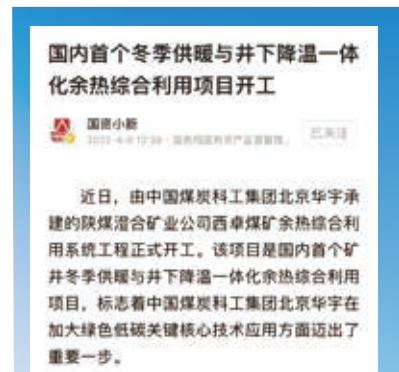 国内首个冬季供暖与井下降温一体
化余热综合利用项目开工
国资小新
已关注
近日，由中国煤炭科工集团北京华宇承
建的陕煤澄合矿业公司西卓煤矿余热综合利
用系统工程正式开工。该项目是国内首个矿
井冬季供暖与井下降温一体化余热综合利用
项目，标志着中国煤炭科工集团北京华宇在
加大绿色低碳关键核心技术应用方面迈出了
重要一步。